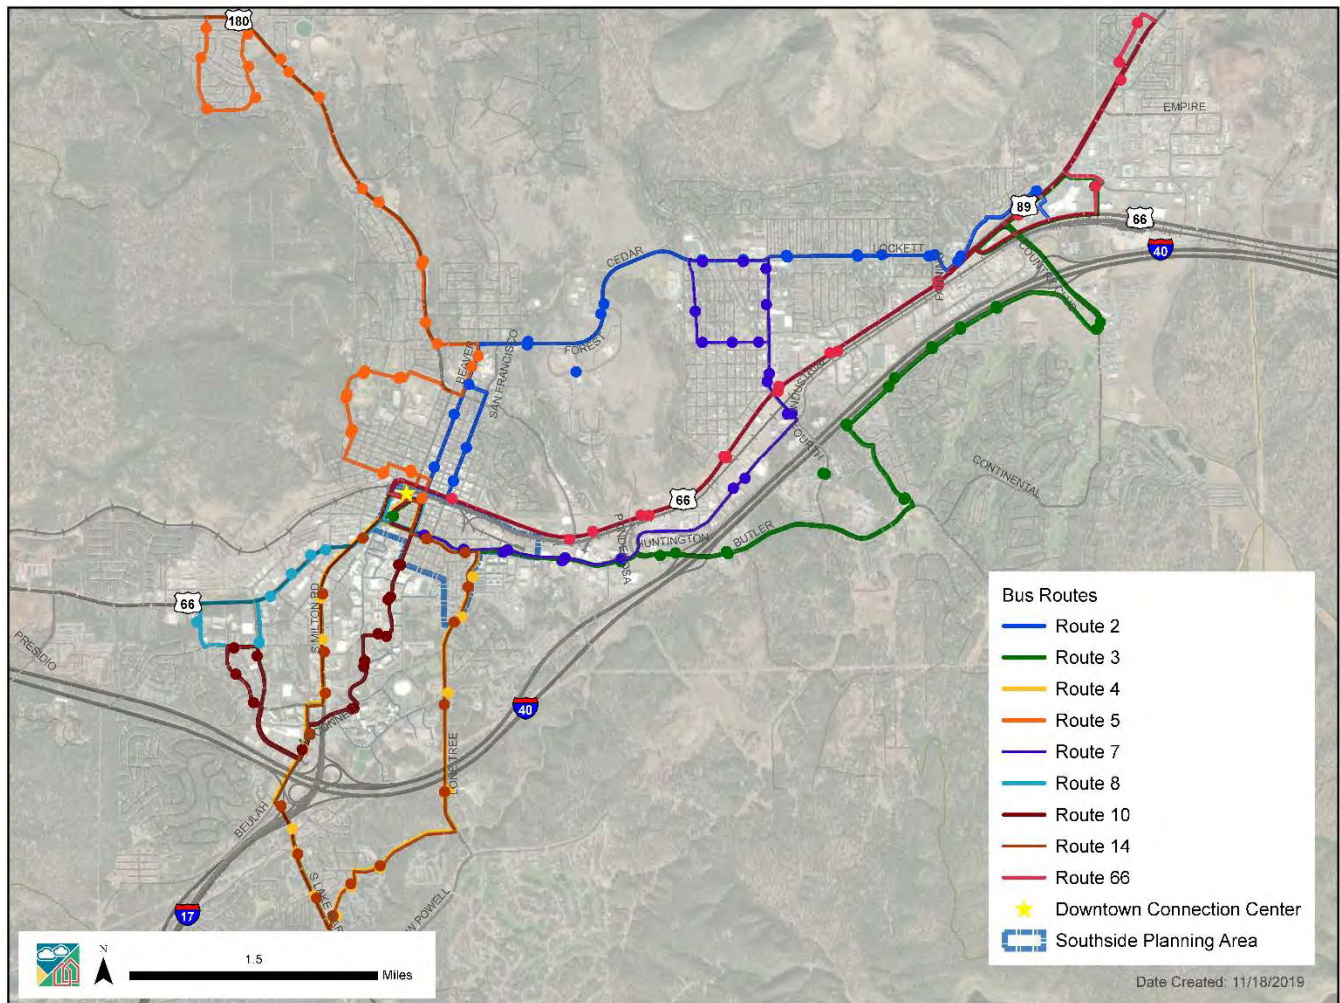 180
EMPIRE
89
66
40
LOCKETT
CEDAR
COUNTRY CLUB
FANNING
SAN FRANCISCO
BEAVER
FOREST
INDUSTRIAL
FOURTH
CONTINENTAL
66
PONDEROSA
HUNTINGTON
BUTLER
66
S MILTON RD
PRESIDIO
40
LONE TREE
BEULAH
S LAKE
W POWELL
17
Bus Routes
Route 2
Route 3
Route 4
Route 5
Route 7
Route 8
Route 10
Route 14
Route 66
Downtown Connection Center
Southside Planning Area
N
1.5
Miles
Date Created: 11/18/2019